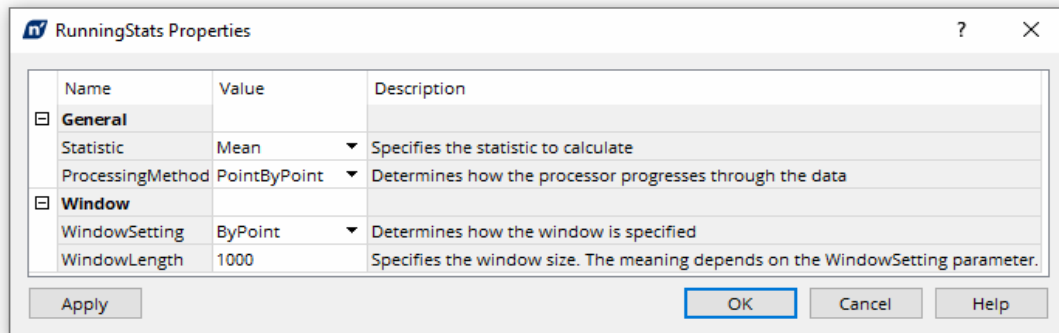 RunningStats Properties ?
Name Value Description
General
Statistic Mean Specifies the statistic to calculate
ProcessingMethod PointByPoint Determines how the processor progresses through the data
Window
WindowSetting ByPoint Determines how the window is specified
WindowLength 1000 Specifies the window size. The meaning depends on the WindowSetting parameter.
Apply OK Cancel Help